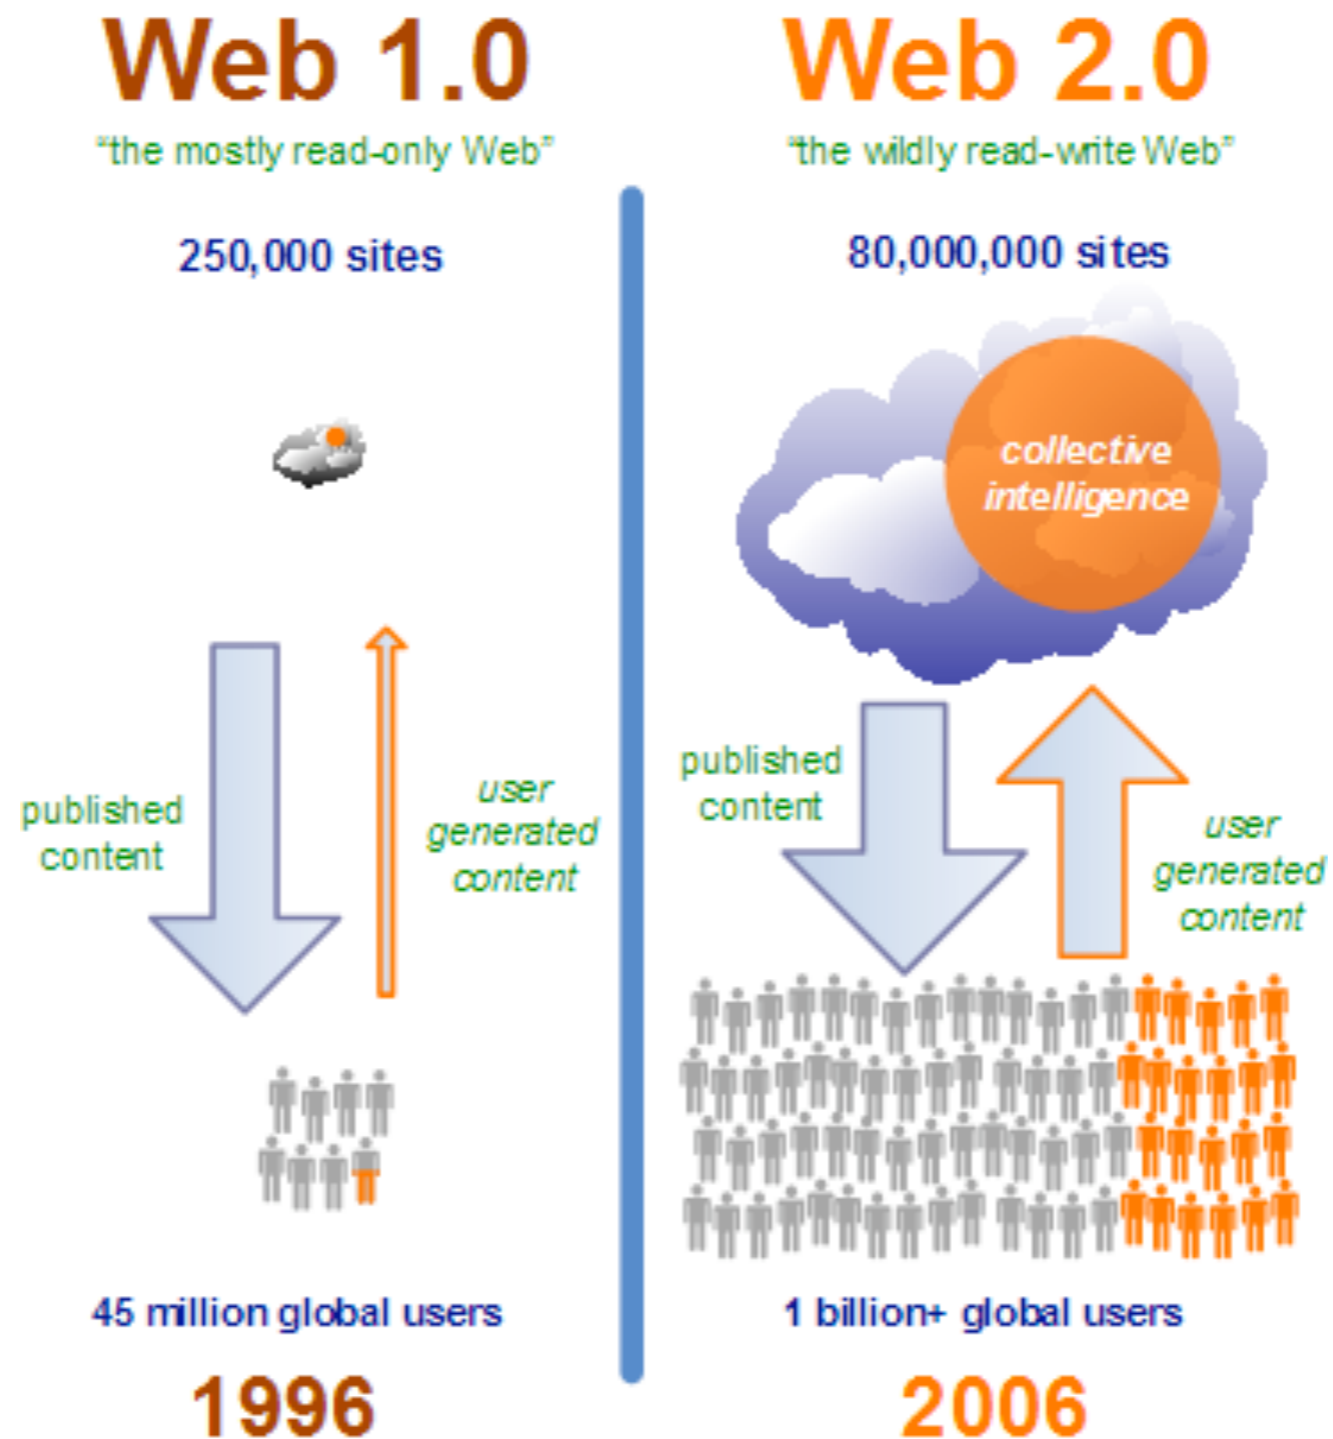 Web 1.0
“the mostly read-only Web”
250,000 sites
published
content
user
generated
content
45 million global users
1996
Web 2.0
“the wildly read-write Web”
80,000,000 sites
collective
intelligence
published
content
user
generated
content
1 billion+ global users
2006